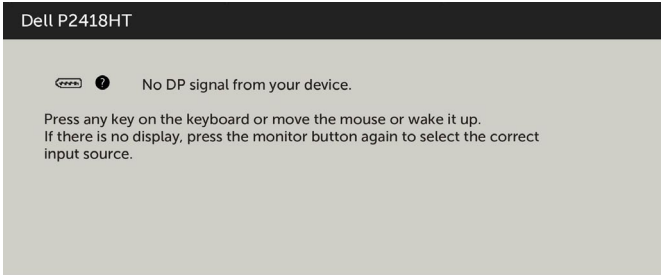 Dell P2418HT
No DP signal from your device.
Press any key on the keyboard or move the mouse or wake it up.
If there is no display, press the monitor button again to select the correct
input source.